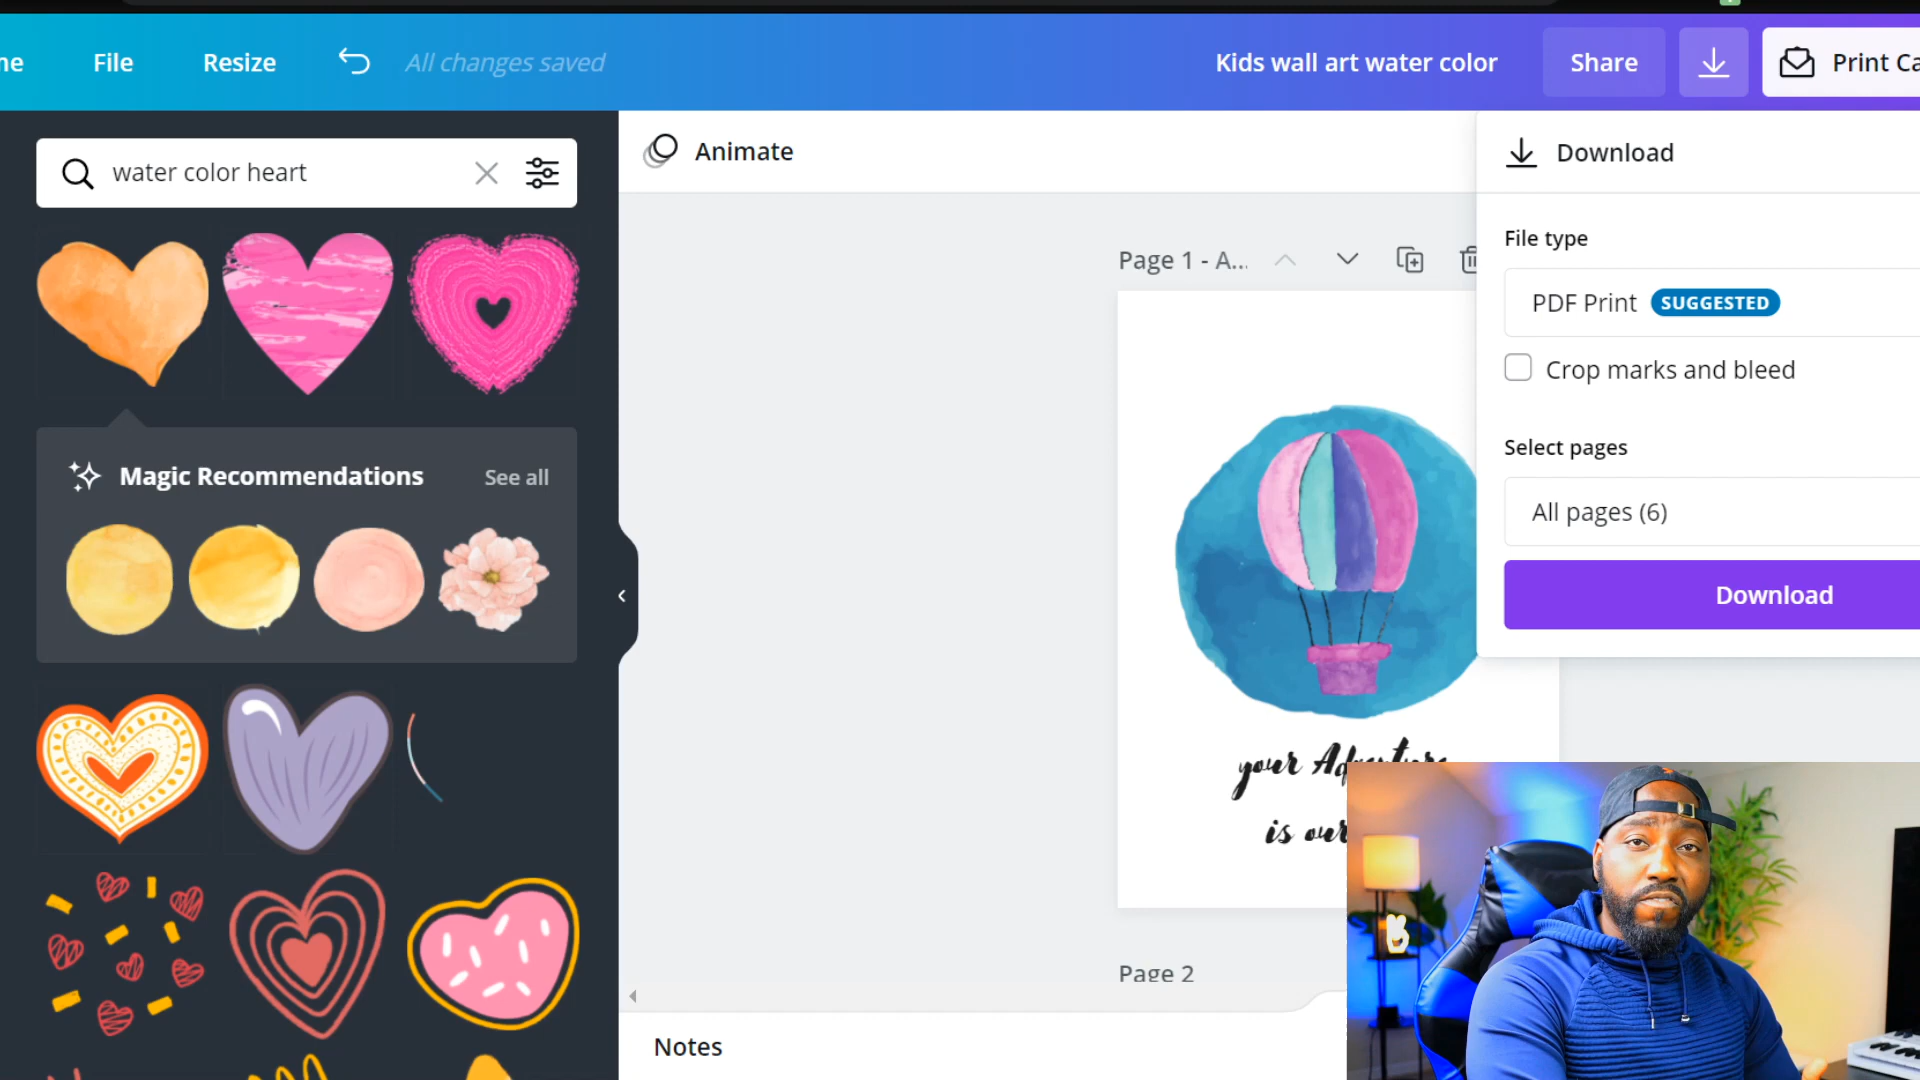 File
Resize
All changes saved
Kids wall art water color
Share
Print
water color heart
Animate
Download
Page 1 - A...
File type
PDF Print SUGGESTED
Crop marks and bleed
Magic Recommendations
See all
Select pages
All pages (6)
Download
your
is
Page 2
Notes